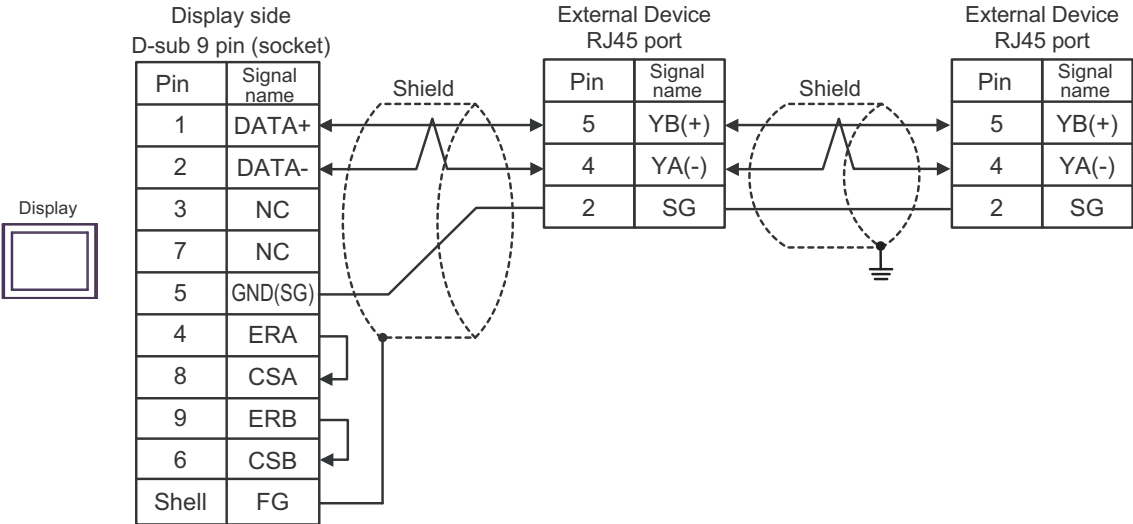 Display side
D-sub 9 pin (socket)
Pin Signal name
1 DATA+
2 DATA-
3 NC
7 NC
5 GND(SG)
4 ERA
8 CSA
9 ERB
6 CSB
Shell FG
Display
Shield
External Device
RJ45 port
Pin Signal name
5 YB(+)
4 YA(-)
2 SG
Shield
External Device
RJ45 port
Pin Signal name
5 YB(+)
4 YA(-)
2 SG